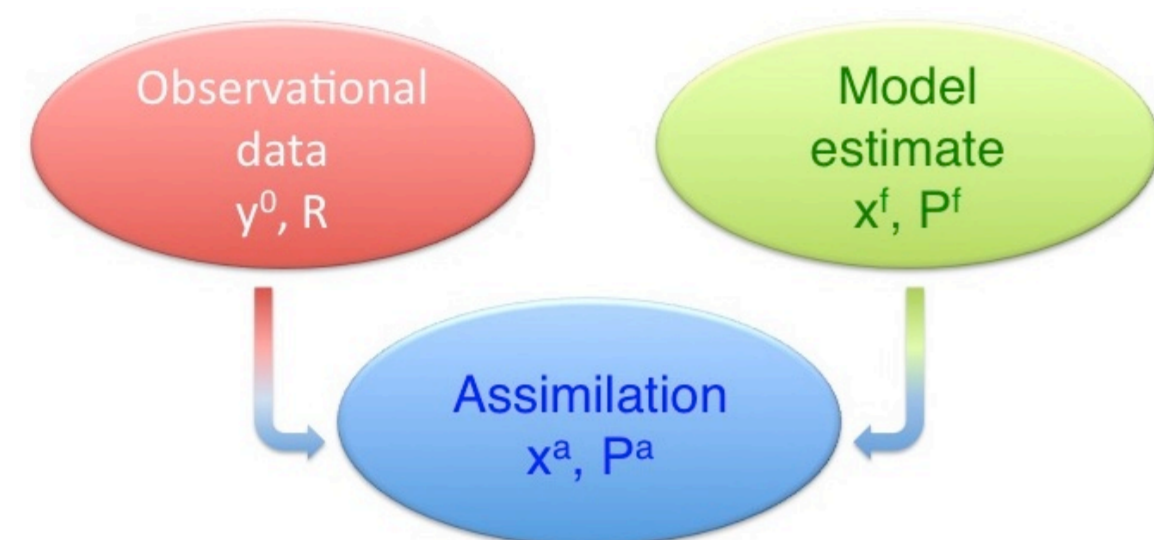 Observational
data
y⁰, R
Model
estimate
xᶠ, Pᶠ
Assimilation
xᵃ, Pᵃ